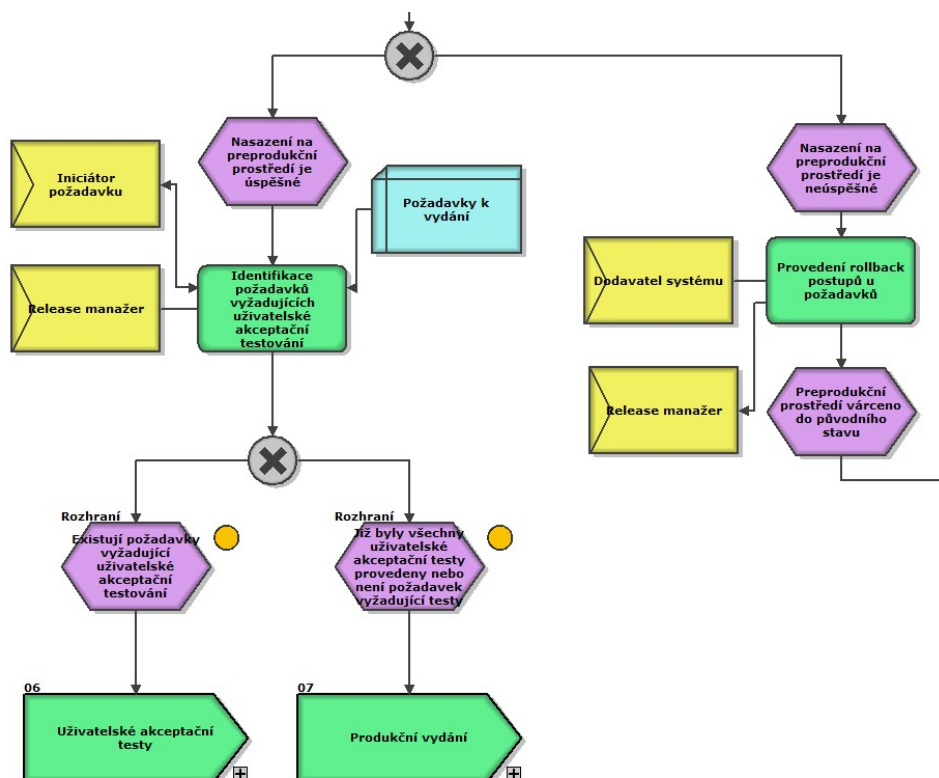 Nasazení na
preprodukční
prostředí je
úspěšné
Nasazení na
preprodukční
prostředí je
neúspěšné
Iniciátor
požadavku
Požadavky k
vydání
Release manažer
Identifikace
požadavků
vyžadujících
uživatelské
akceptační
testování
Dodavatel systému
Provedení rollback
postupů u
požadavků
Release manažer
Preprodukční
prostředí várceno
do původního
stavu
Rozhraní
Existují požadavky
vyžadující
uživatelské
akceptační
testování
Rozhraní
Již byly všechny
uživatelské
akceptační testy
provedeny nebo
není požadavek
vyžadující testy
06
Uživatelské akceptační
testy
07
Produkční vydání